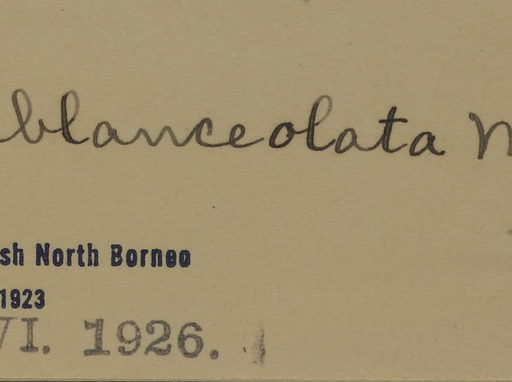 blanceolata
sh North Borneo
1923
VI. 1926.